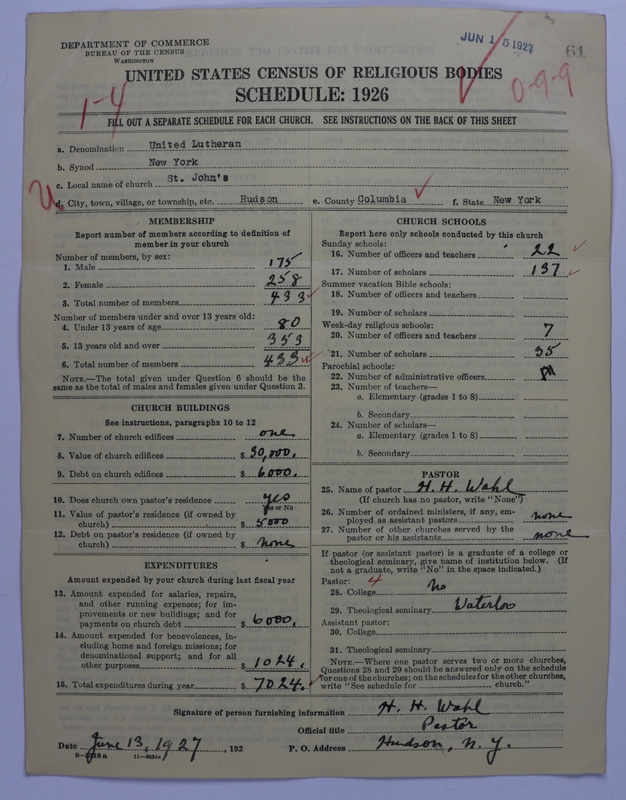 DEPARTMENT OF COMMERCE
BUREAU OF THE CENSUS
WASHINGTON
JUN 15 1927
61
UNITED STATES CENSUS OF RELIGIOUS BODIES
SCHEDULE: 1926
1-4
0-9-9
FILL OUT A SEPARATE SCHEDULE FOR EACH CHURCH. SEE INSTRUCTIONS ON THE BACK OF THIS SHEET
a. Denomination United Lutheran
b. Synod New York
c. Local name of church St. John's
U
d. City, town, village, or township, etc. Hudson e. County Columbia f. State New York
MEMBERSHIP
Report number of members according to definition of
member in your church
Number of members, by sex:
1. Male 175
2. Female 258
3. Total number of members 433
Number of members under and over 13 years old:
4. Under 13 years of age 80
5. 13 years old and over 353
6. Total number of members 433
NOTE.—The total given under Question 6 should be the
same as the total of males and females given under Question 3.
CHURCH BUILDINGS
See instructions, paragraphs 10 to 12
7. Number of church edifices one
8. Value of church edifices $ 30,000.
9. Debt on church edifices $ 6000.
10. Does church own pastor's residence yes
Yes or No
11. Value of pastor's residence (if owned by
church) $ 5000
12. Debt on pastor's residence (if owned by
church) $ None
EXPENDITURES
Amount expended by your church during last fiscal year
13. Amount expended for salaries, repairs,
and other running expenses; for im-
provements or new buildings; and for
payments on church debt $ 6000.
14. Amount expended for benevolences, in-
cluding home and foreign missions; for
denominational support; and for all
other purposes $ 1024.
15. Total expenditures during year $ 7024.
CHURCH SCHOOLS
Report here only schools conducted by this church
Sunday schools:
16. Number of officers and teachers 22
17. Number of scholars 137
Summer vacation Bible schools:
18. Number of officers and teachers
19. Number of scholars
Week-day religious schools:
20. Number of officers and teachers 7
21. Number of scholars 35
Parochial schools:
22. Number of administrative officers
23. Number of teachers—
a. Elementary (grades 1 to 8)
b. Secondary
24. Number of scholars—
a. Elementary (grades 1 to 8)
b. Secondary
PASTOR
25. Name of pastor H. H. Wahl
(If church has no pastor, write "None")
26. Number of ordained ministers, if any, em-
ployed as assistant pastors none
27. Number of other churches served by the
pastor or his assistants none
If pastor (or assistant pastor) is a graduate of a college or
theological seminary, give name of institution below. (If
not a graduate, write "No" in the space indicated.)
Pastor: 4
28. College No
29. Theological seminary Waterloo
Assistant pastor:
30. College
31. Theological seminary
NOTE.—Where one pastor serves two or more churches,
Questions 28 and 29 should be answered only on the schedule
for one of the churches; on the schedules for the other churches,
write "See schedule for church."
Signature of person furnishing information H. H. Wahl
Official title Pastor
Date June 13, 1927, 192 P. O. Address Hudson, N. Y.